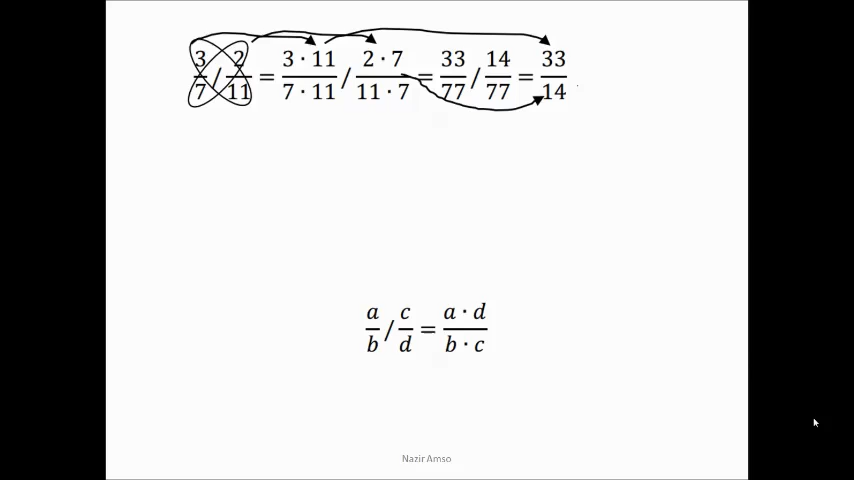 3/7 / 2/11 = 3 · 11/7 · 11 / 2 · 7/11 · 7 = 33/77 / 14/77 = 33/14
a/b / c/d = a · d/b · c
Nazir Amso